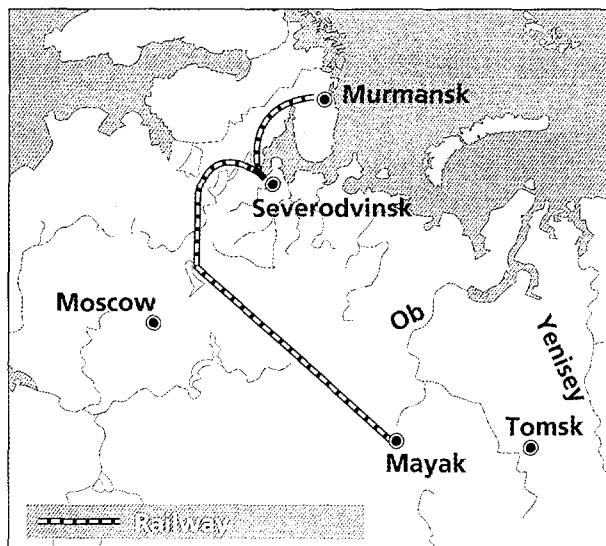 Murmansk
Severodvinsk
Moscow
Ob
Yenisey
Tomsk
Mayak
Railway